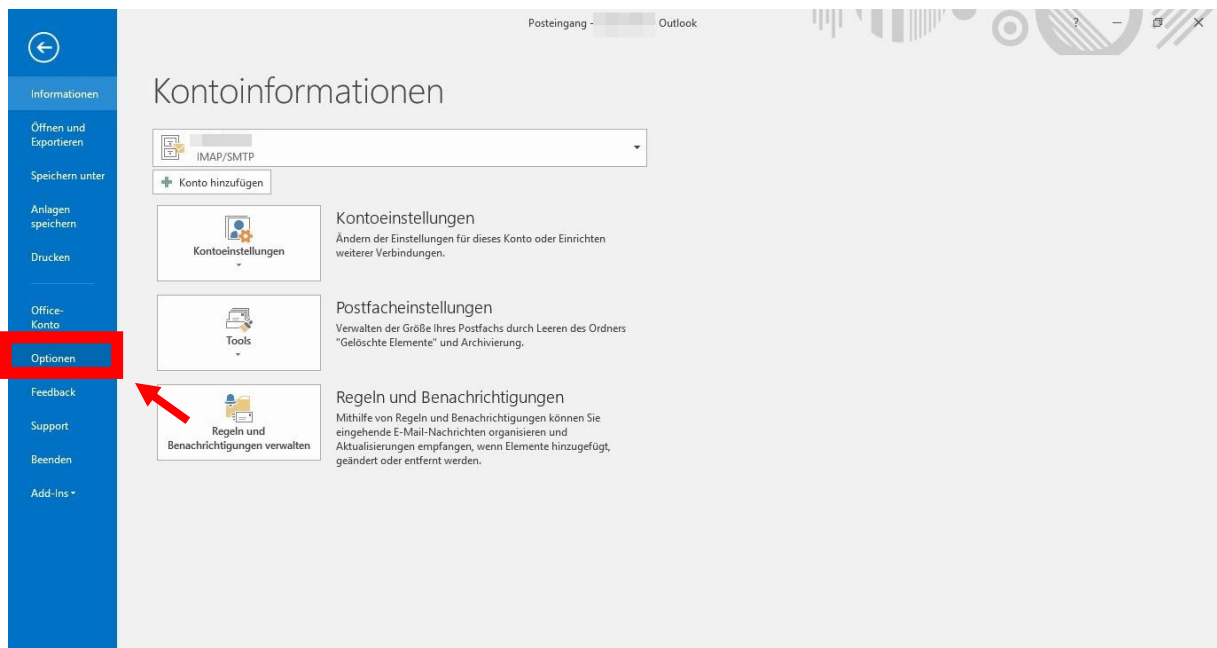 Posteingang - Outlook
?
Informationen
Öffnen und
Exportieren
Speichern unter
Anlagen
speichern
Drucken
Office-
Konto
Optionen
Feedback
Support
Beenden
Add-Ins
Kontoinformationen
IMAP/SMTP
Konto hinzufügen
Kontoeinstellungen
Kontoeinstellungen
Ändern der Einstellungen für dieses Konto oder Einrichten
weiterer Verbindungen.
Tools
Postfacheinstellungen
Verwalten der Größe Ihres Postfachs durch Leeren des Ordners
"Gelöschte Elemente" und Archivierung.
Regeln und
Benachrichtigungen verwalten
Regeln und Benachrichtigungen
Mithilfe von Regeln und Benachrichtigungen können Sie
eingehende E-Mail-Nachrichten organisieren und
Aktualisierungen empfangen, wenn Elemente hinzugefügt,
geändert oder entfernt werden.